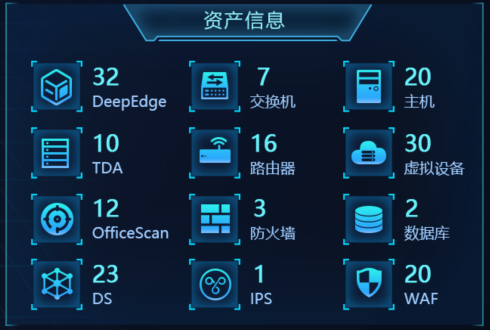 资产信息
32
DeepEdge
7
交换机
20
主机
10
TDA
16
路由器
30
虚拟设备
12
OfficeScan
3
防火墙
2
数据库
23
DS
1
IPS
20
WAF